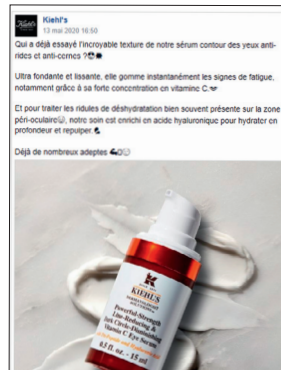 Kiehl's
Kiehl's
13 mai 2020 16:50
Qui a déjà essayé l'incroyable texture de notre sérum contour des yeux anti-
rides et anti-cernes ?
Ultra fondante et lissante, elle gomme instantanément les signes de fatigue,
notamment grâce à sa forte concentration en vitamine C.
Et pour traiter les ridules de déshydratation bien souvent présente sur la zone
péri-oculaire, notre soin est enrichi en acide hyaluronique pour hydrater en
profondeur et repulper.
Déjà de nombreux adeptes
KIEHL'S
DERMATOLOGIST
SOLUTIONS
Powerful-Strength
Line-Reducing &
Dark Circle-Diminishing
Vitamin C Eye Serum
0.5 fl. oz. - 15 ml